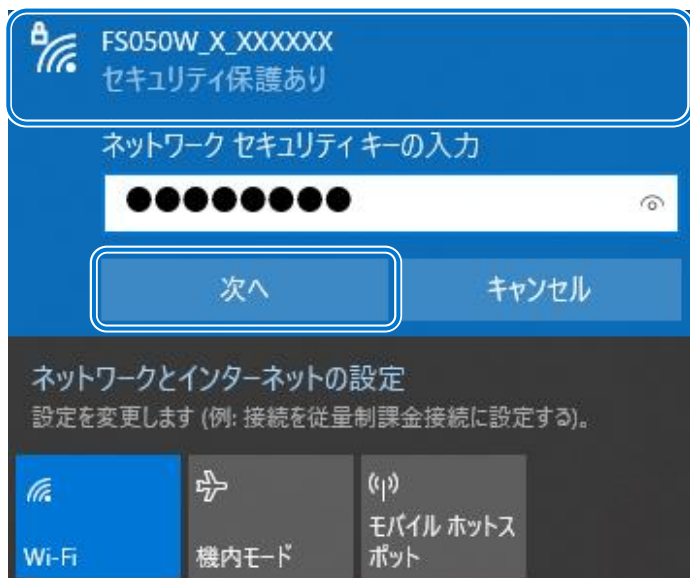 FS050W_X_XXXXXX
セキュリティ保護あり
ネットワーク セキュリティ キーの入力
●●●●●●●●
次へ
キャンセル
ネットワークとインターネットの設定
設定を変更します (例: 接続を従量制課金接続に設定する)。
Wi-Fi
機内モード
モバイル ホットス
ポット